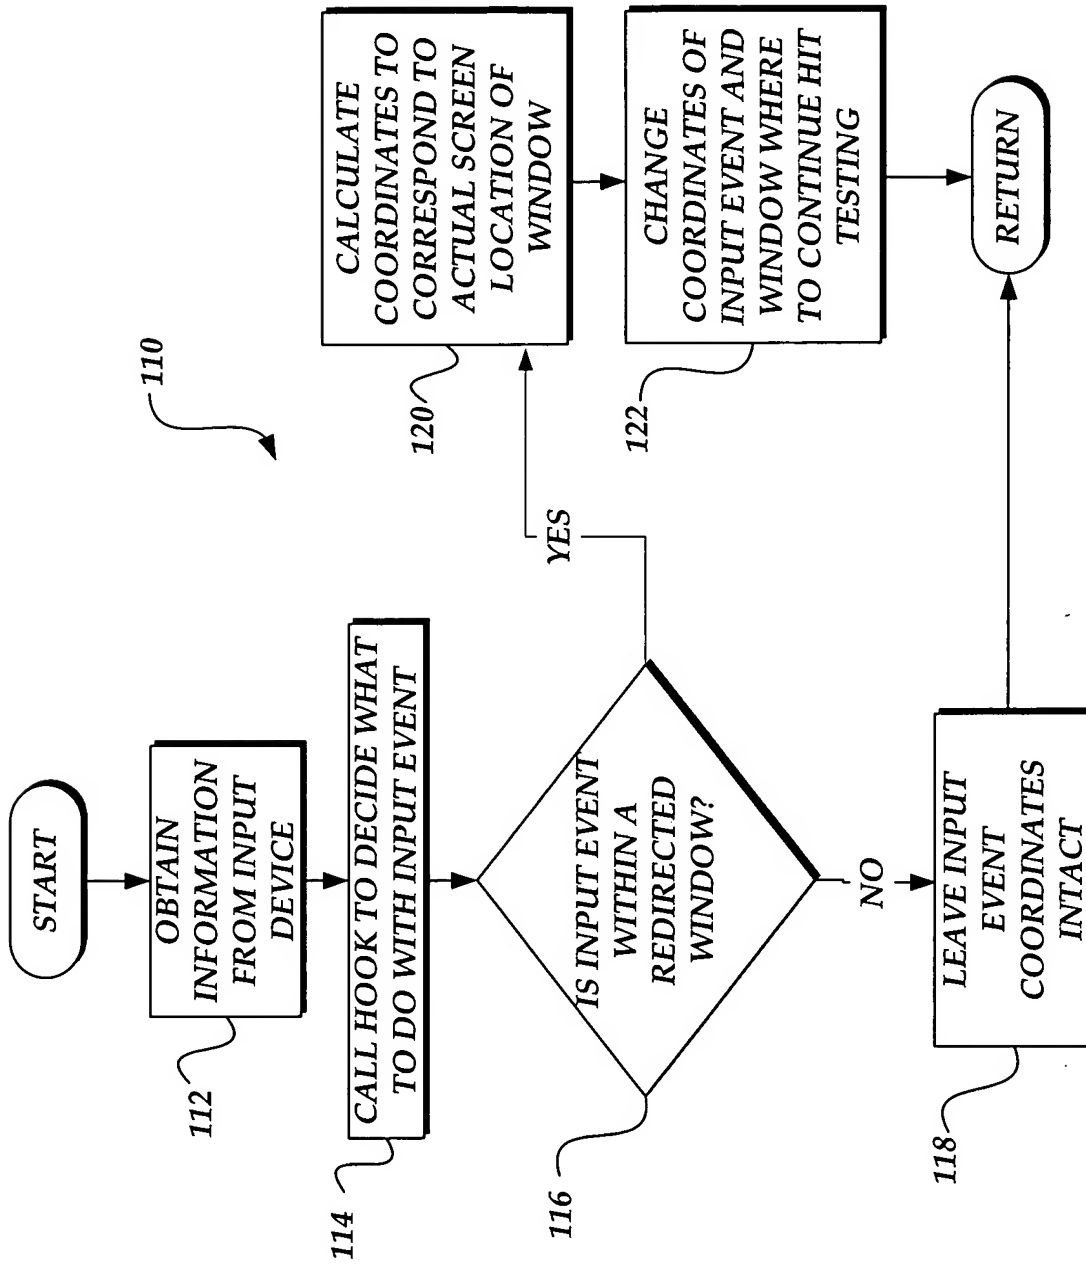 110
START
OBTAIN
INFORMATION
FROM INPUT
DEVICE
112
CALL HOOK TO DECIDE WHAT
TO DO WITH INPUT EVENT
114
IS INPUT EVENT
WITHIN A
REDIRECTED
WINDOW?
116
YES
CALCULATE
COORDINATES TO
CORRESPOND TO
ACTUAL SCREEN
LOCATION OF
WINDOW
120
CHANGE
COORDINATES OF
INPUT EVENT AND
WINDOW WHERE
TO CONTINUE HIT
TESTING
122
NO
LEAVE INPUT
EVENT
COORDINATES
INTACT
118
RETURN